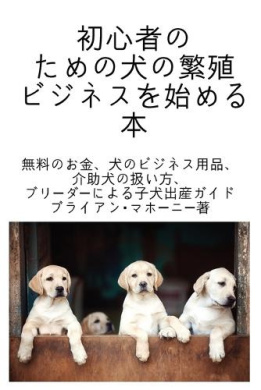 初心者の
ための犬の繁殖
ビジネスを始める
本
無料のお金、犬のビジネス用品、
介助犬の扱い方、
ブリーダーによる子犬出産ガイド
ブライアン・マホーニー著